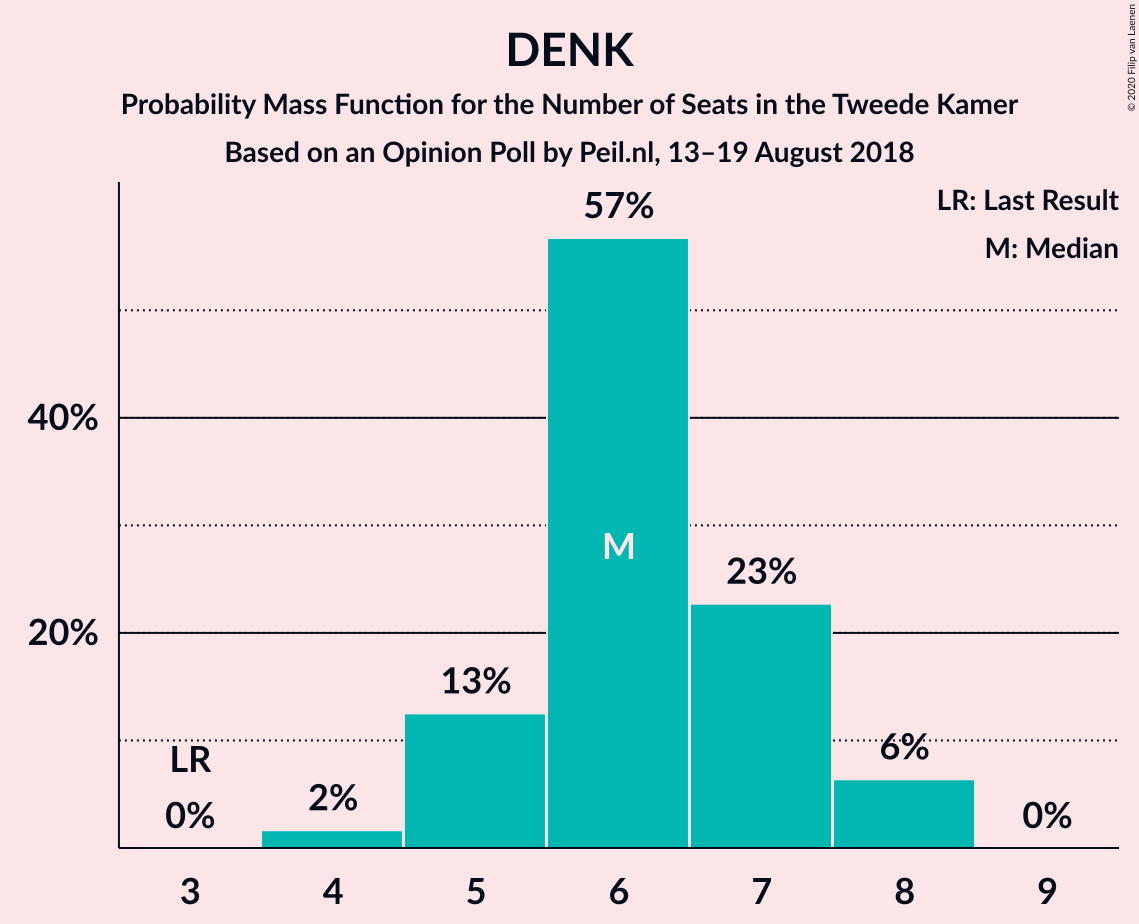 DENK
Probability Mass Function for the Number of Seats in the Tweede Kamer
Based on an Opinion Poll by Peil.nl, 13–19 August 2018
© 2020 Filip van Laenen
LR: Last Result
M: Median
57%
40%
M
23%
20%
13%
LR
6%
2%
0%
0%
3 4 5 6 7 8 9